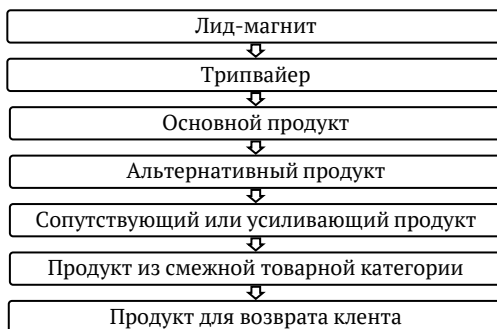 Лид-магнит
Трипвайер
Основной продукт
Альтернативный продукт
Сопутствующий или усиливающий продукт
Продукт из смежной товарной категории
Продукт для возврата клента